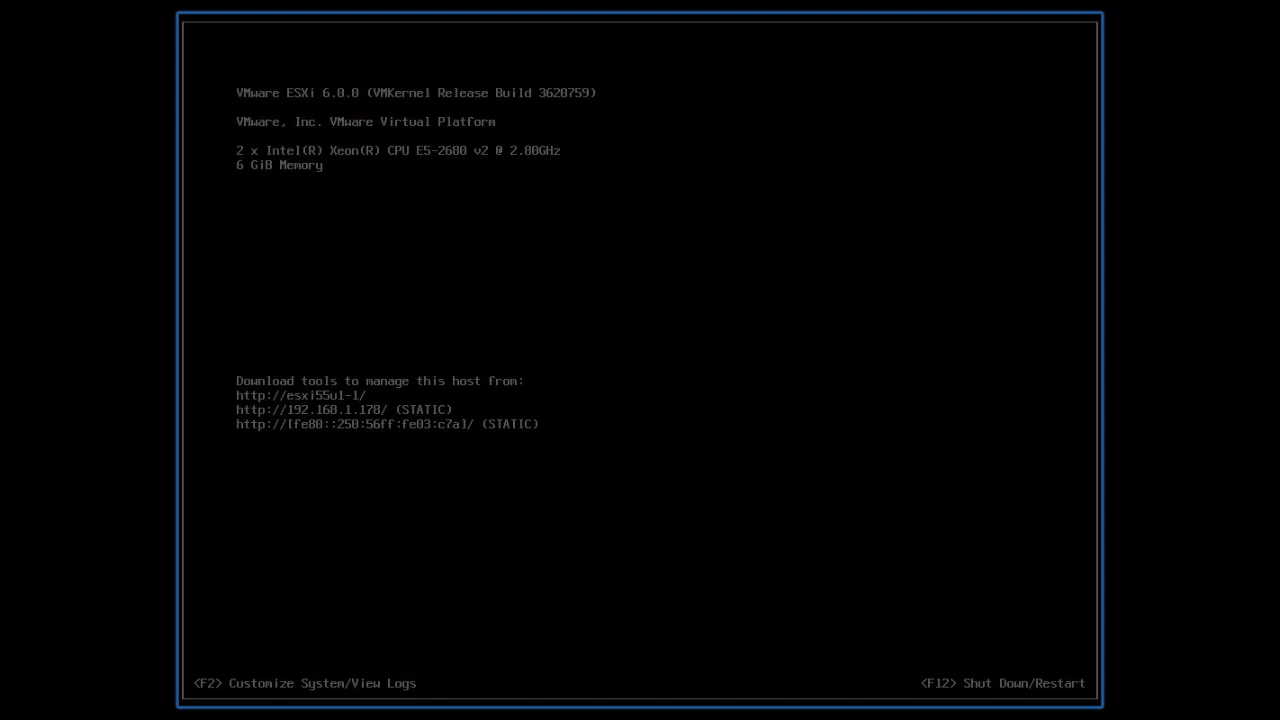 VMware ESXi 6.0.0 (VMKernel Release Build 3620759)
VMware, Inc. VMware Virtual Platform
2 x Intel(R) Xeon(R) CPU E5-2680 v2 @ 2.80GHz
6 GiB Memory
Download tools to manage this host from:
http://esxi55u1-1/
http://192.168.1.178/ (STATIC)
http://[fe80::250:56ff:fe03:c7a]/ (STATIC)
<F2> Customize System/View Logs
<F12> Shut Down/Restart